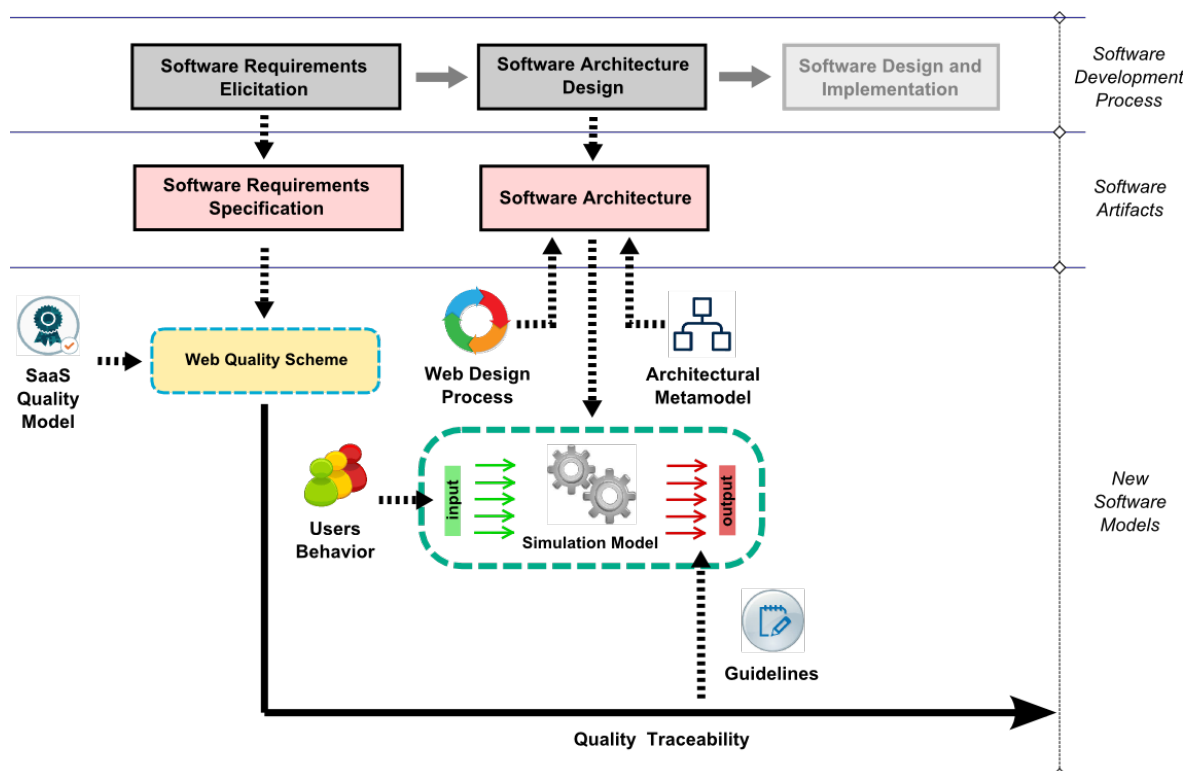 Software Requirements
Elicitation
Software Architecture
Design
Software Design and
Implementation
Software
Development
Process
Software Requirements
Specification
Software Architecture
Software
Artifacts
SaaS
Quality
Model
Web Quality Scheme
Web Design
Process
Architectural
Metamodel
Users
Behavior
input
Simulation Model
output
New
Software
Models
Guidelines
Quality Traceability